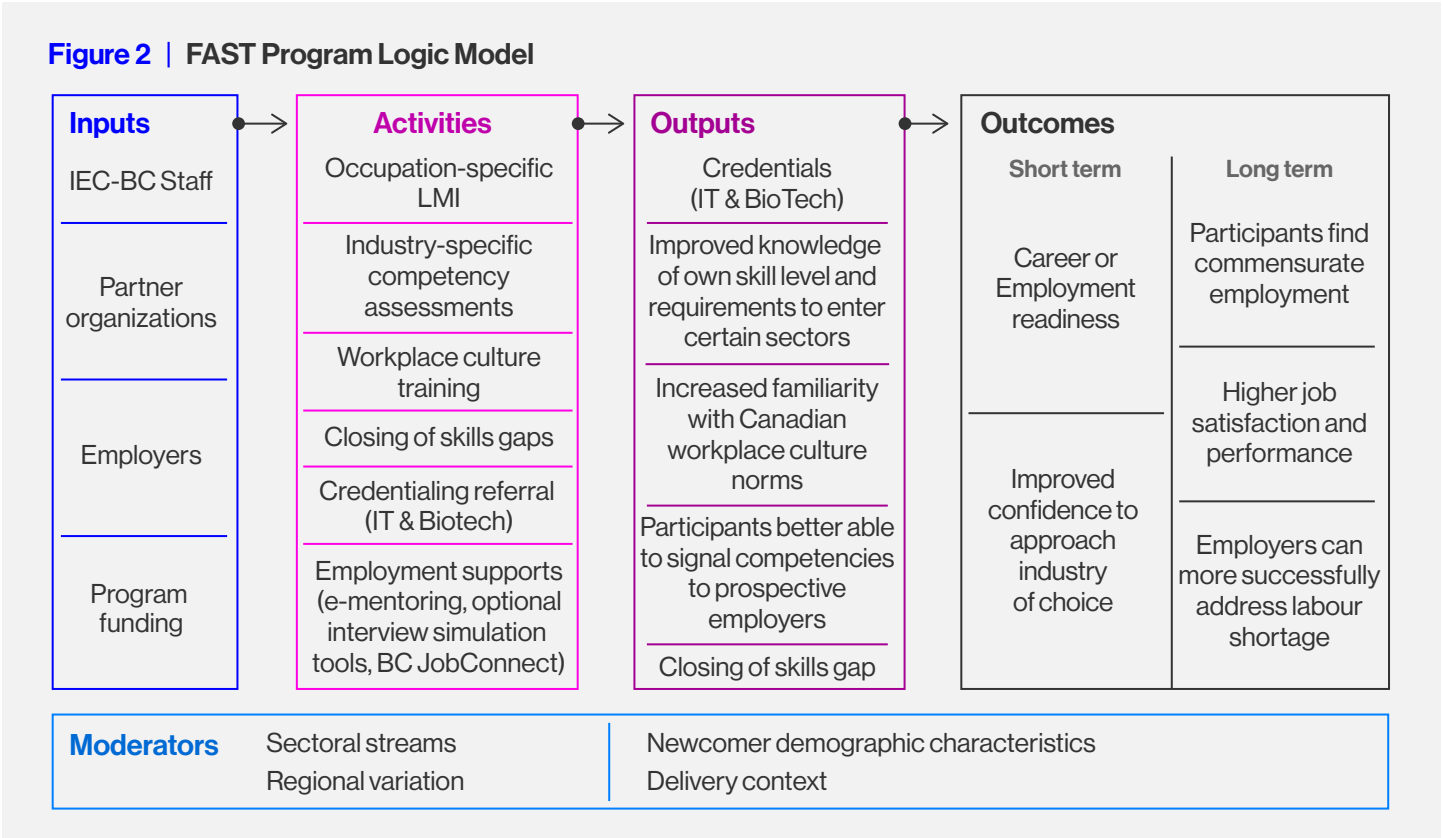 Figure 2 | FAST Program Logic Model
Inputs
IEC-BC Staff
Partner
organizations
Employers
Program
funding
Activities
Occupation-specific
LMI
Industry-specific
competency
assessments
Workplace culture
training
Closing of skills gaps
Credentialing referral
(IT & Biotech)
Employment supports
(e-mentoring, optional
interview simulation
tools, BC JobConnect)
Outputs
Credentials
(IT & BioTech)
Improved knowledge
of own skill level and
requirements to enter
certain sectors
Increased familiarity
with Canadian
workplace culture
norms
Participants better able
to signal competencies
to prospective
employers
Closing of skills gap
Outcomes
Short term
Career or
Employment
readiness
Improved
confidence to
approach
industry
of choice
Long term
Participants find
commensurate
employment
Higher job
satisfaction and
performance
Employers can
more successfully
address labour
shortage
Moderators
Sectoral streams
Regional variation
Newcomer demographic characteristics
Delivery context